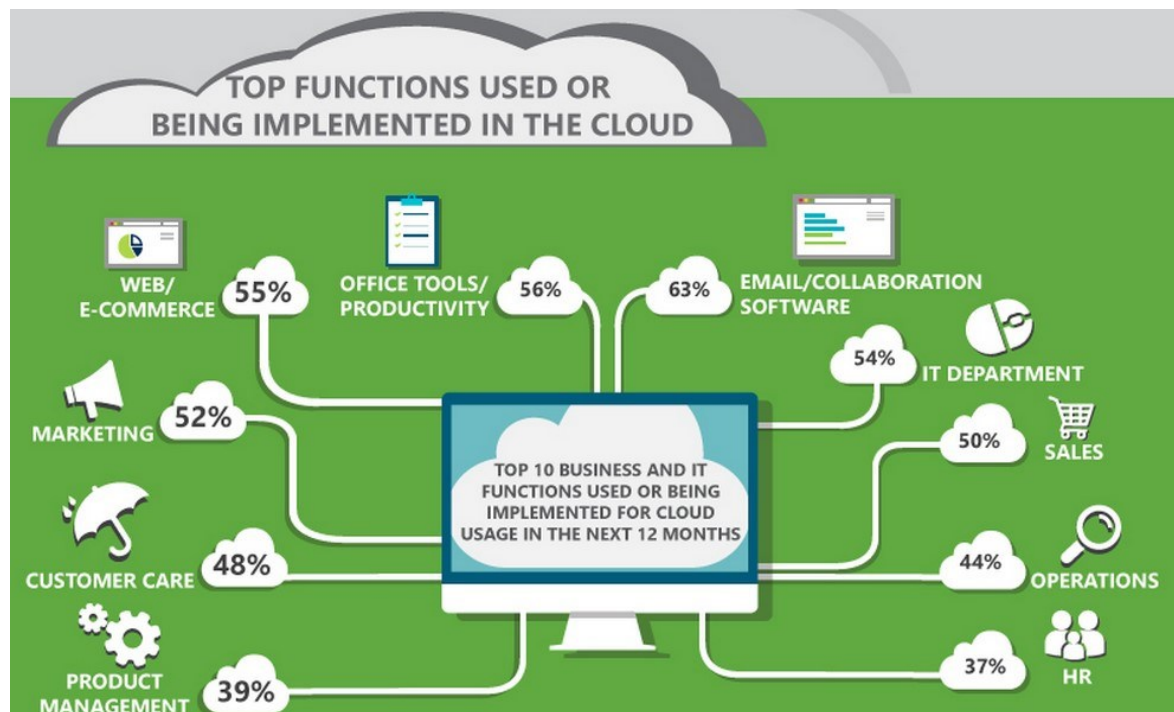 TOP FUNCTIONS USED OR
BEING IMPLEMENTED IN THE CLOUD
WEB/
E-COMMERCE
55%
OFFICE TOOLS/
PRODUCTIVITY
56%
63%
EMAIL/COLLABORATION
SOFTWARE
54%
IT DEPARTMENT
MARKETING
52%
50%
SALES
TOP 10 BUSINESS AND IT
FUNCTIONS USED OR BEING
IMPLEMENTED FOR CLOUD
USAGE IN THE NEXT 12 MONTHS
CUSTOMER CARE
48%
44%
OPERATIONS
PRODUCT
MANAGEMENT
39%
37%
HR